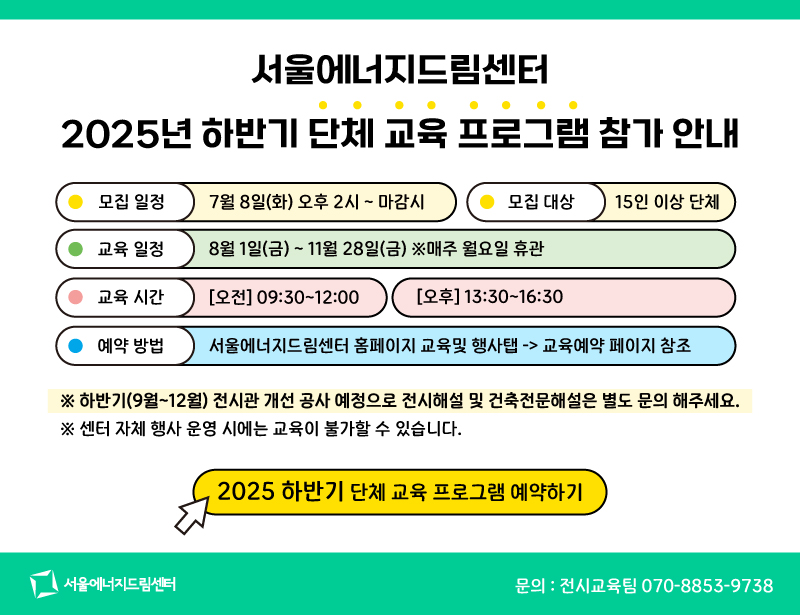 서울에너지드림센터
2025년 하반기 단체 교육 프로그램 참가 안내
모집 일정 7월 8일(화) 오후 2시 ~ 마감시 모집 대상 15인 이상 단체
교육 일정 8월 1일(금) ~ 11월 28일(금) ※매주 월요일 휴관
교육 시간 [오전] 09:30~12:00 [오후] 13:30~16:30
예약 방법 서울에너지드림센터 홈페이지 교육및 행사탭 -> 교육예약 페이지 참조
※ 하반기(9월~12월) 전시관 개선 공사 예정으로 전시해설 및 건축전문해설은 별도 문의 해주세요.
※ 센터 자체 행사 운영 시에는 교육이 불가할 수 있습니다.
2025 하반기 단체 교육 프로그램 예약하기
서울에너지드림센터 문의 : 전시교육팀 070-8853-9738